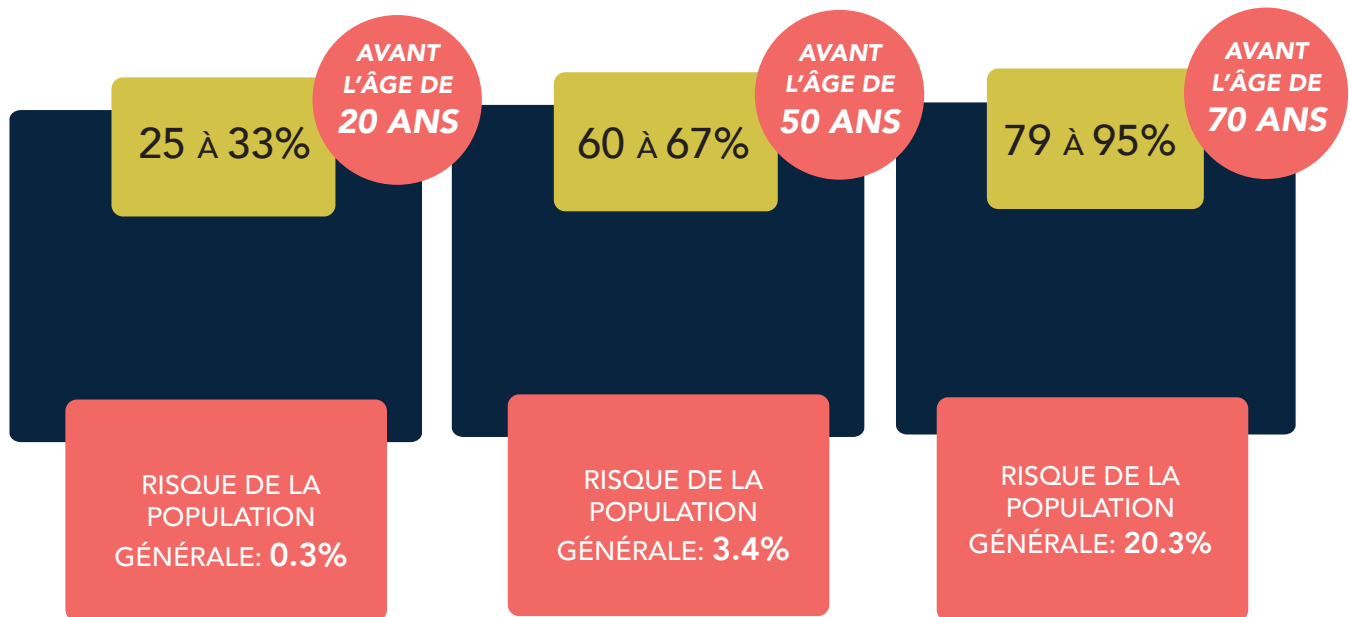 AVANT
L'ÂGE DE
20 ANS
25 À 33%
RISQUE DE LA
POPULATION
GÉNÉRALE: 0.3%
AVANT
L'ÂGE DE
50 ANS
60 À 67%
RISQUE DE LA
POPULATION
GÉNÉRALE: 3.4%
AVANT
L'ÂGE DE
70 ANS
79 À 95%
RISQUE DE LA
POPULATION
GÉNÉRALE: 20.3%